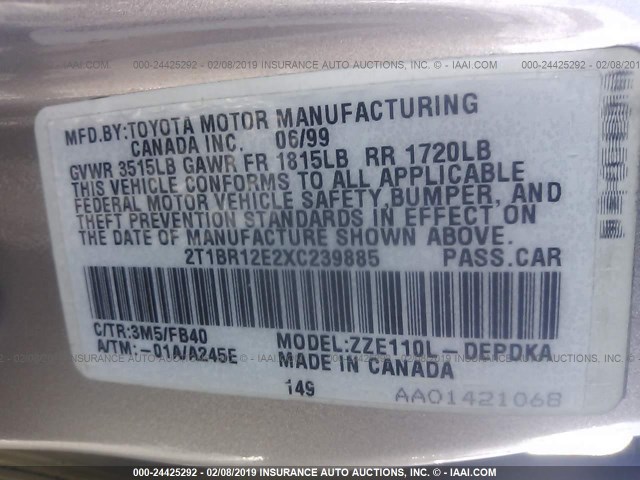 000-24425292 - 02/08/2019 INSURANCE AUTO AUCTIONS, INC. - © - IAAI.COM
MFD.BY:TOYOTA MOTOR MANUFACTURING
CANADA INC. 06/99
GVWR 3515LB GAWR FR 1815LB RR 1720LB
THIS VEHICLE CONFORMS TO ALL APPLICABLE
FEDERAL MOTOR VEHICLE SAFETY,BUMPER, AND
THEFT PREVENTION STANDARDS IN EFFECT ON
THE DATE OF MANUFACTURE SHOWN ABOVE.
2T1BR12E2XC239885 PASS.CAR
C/TR:3M5/FB40 MODEL:ZZE110L-DEPDKA
A/TM:-01A/A245E MADE IN CANADA
149 AA01421068
000-24425292 - 02/08/2019 INSURANCE AUTO AUCTIONS, INC. - © - IAAI.COM